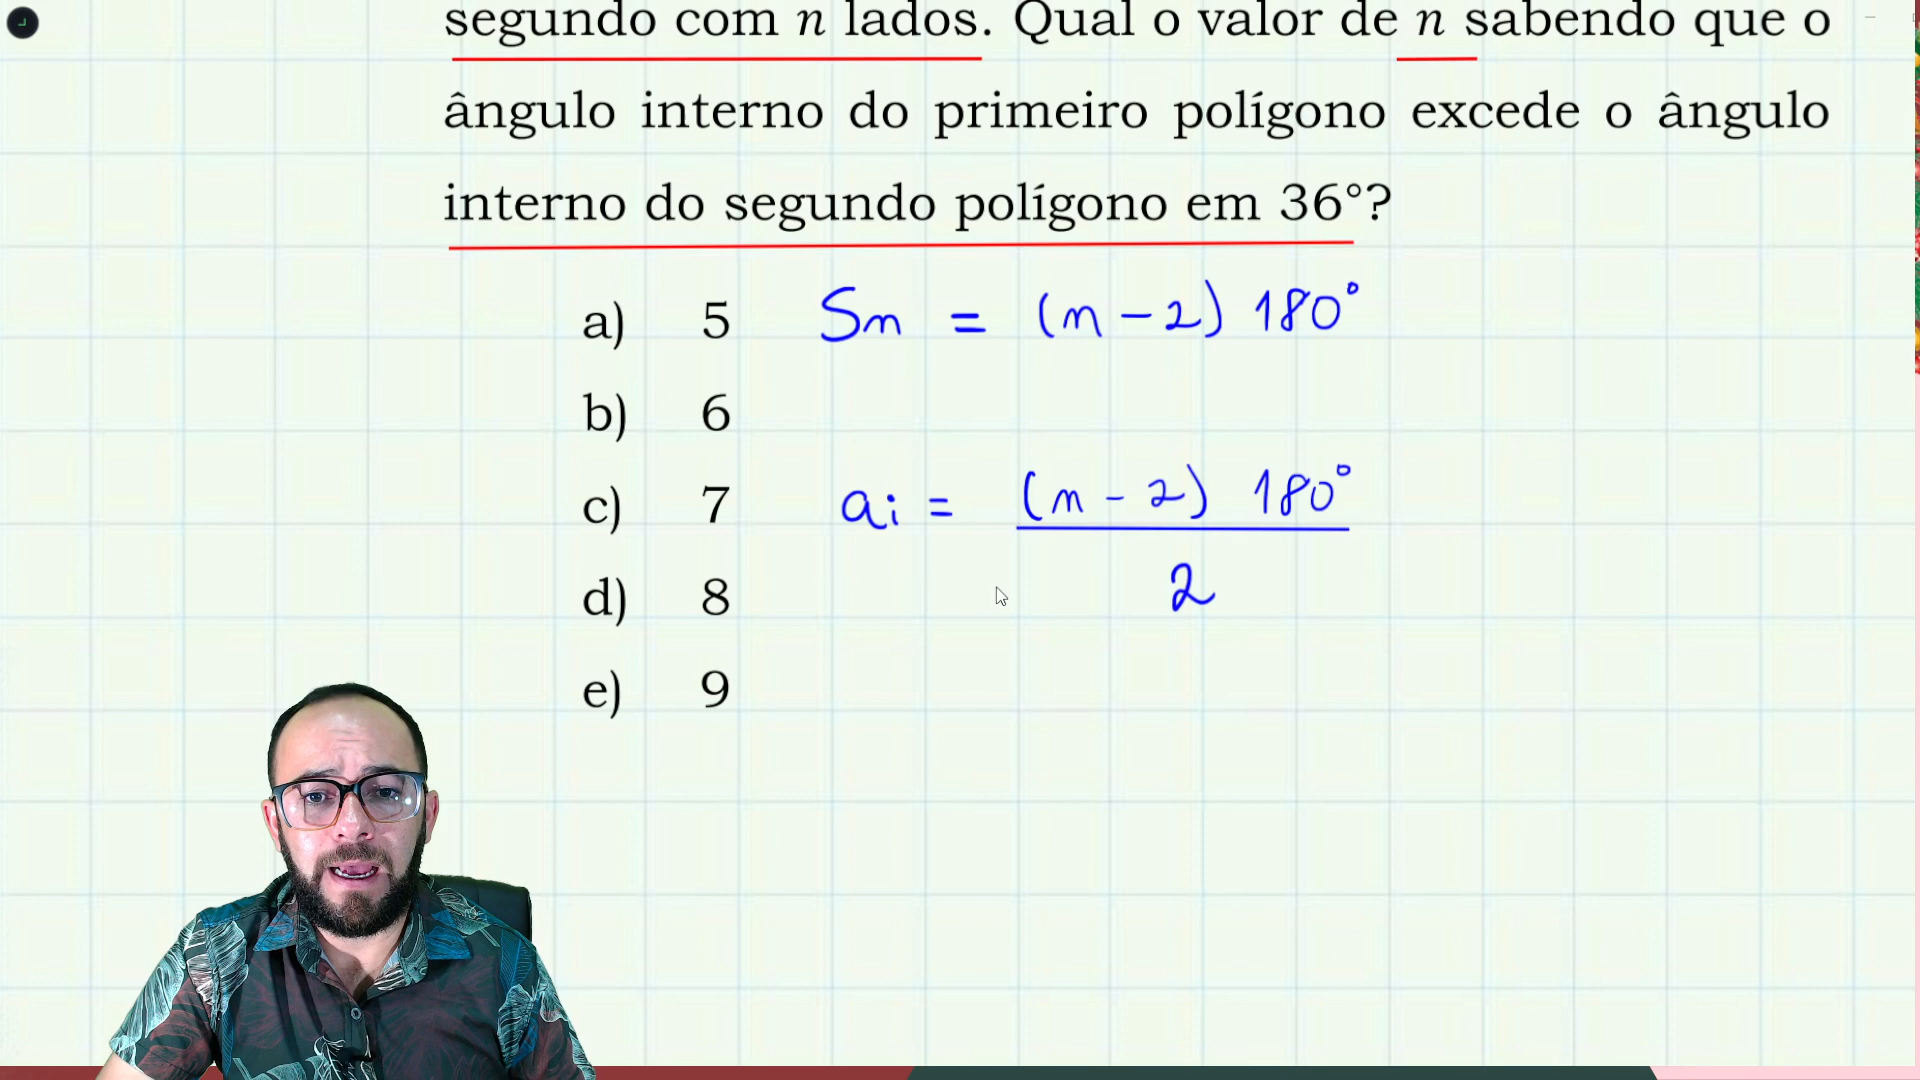 segundo com n lados. Qual o valor de n sabendo que o
ângulo interno do primeiro polígono excede o ângulo
interno do segundo polígono em 36°?
a) 5
Sn = (n - 2) 180°
b) 6
c) 7
ai = (n - 2) 180°
2
d) 8
e) 9